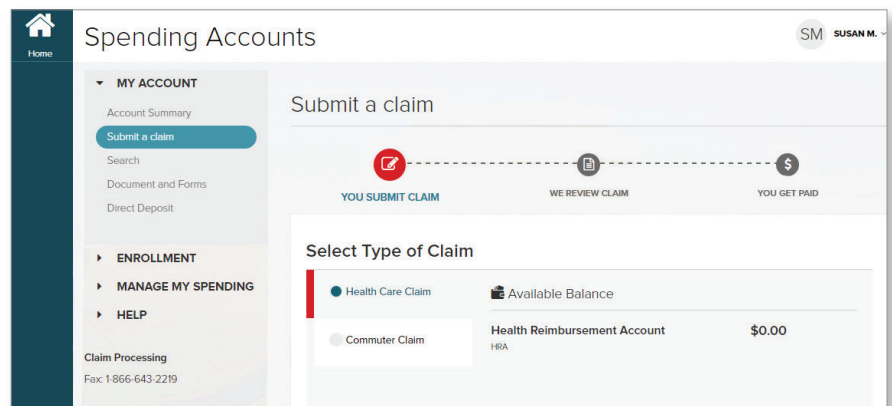 Home
Spending Accounts
SM SUSAN M.
MY ACCOUNT
Account Summary
Submit a claim
Search
Document and Forms
Direct Deposit
ENROLLMENT
MANAGE MY SPENDING
HELP
Claim Processing
Fax: 1-866-643-2219
Submit a claim
YOU SUBMIT CLAIM
WE REVIEW CLAIM
$
YOU GET PAID
Select Type of Claim
Health Care Claim
Commuter Claim
Available Balance
Health Reimbursement Account $0.00
HRA